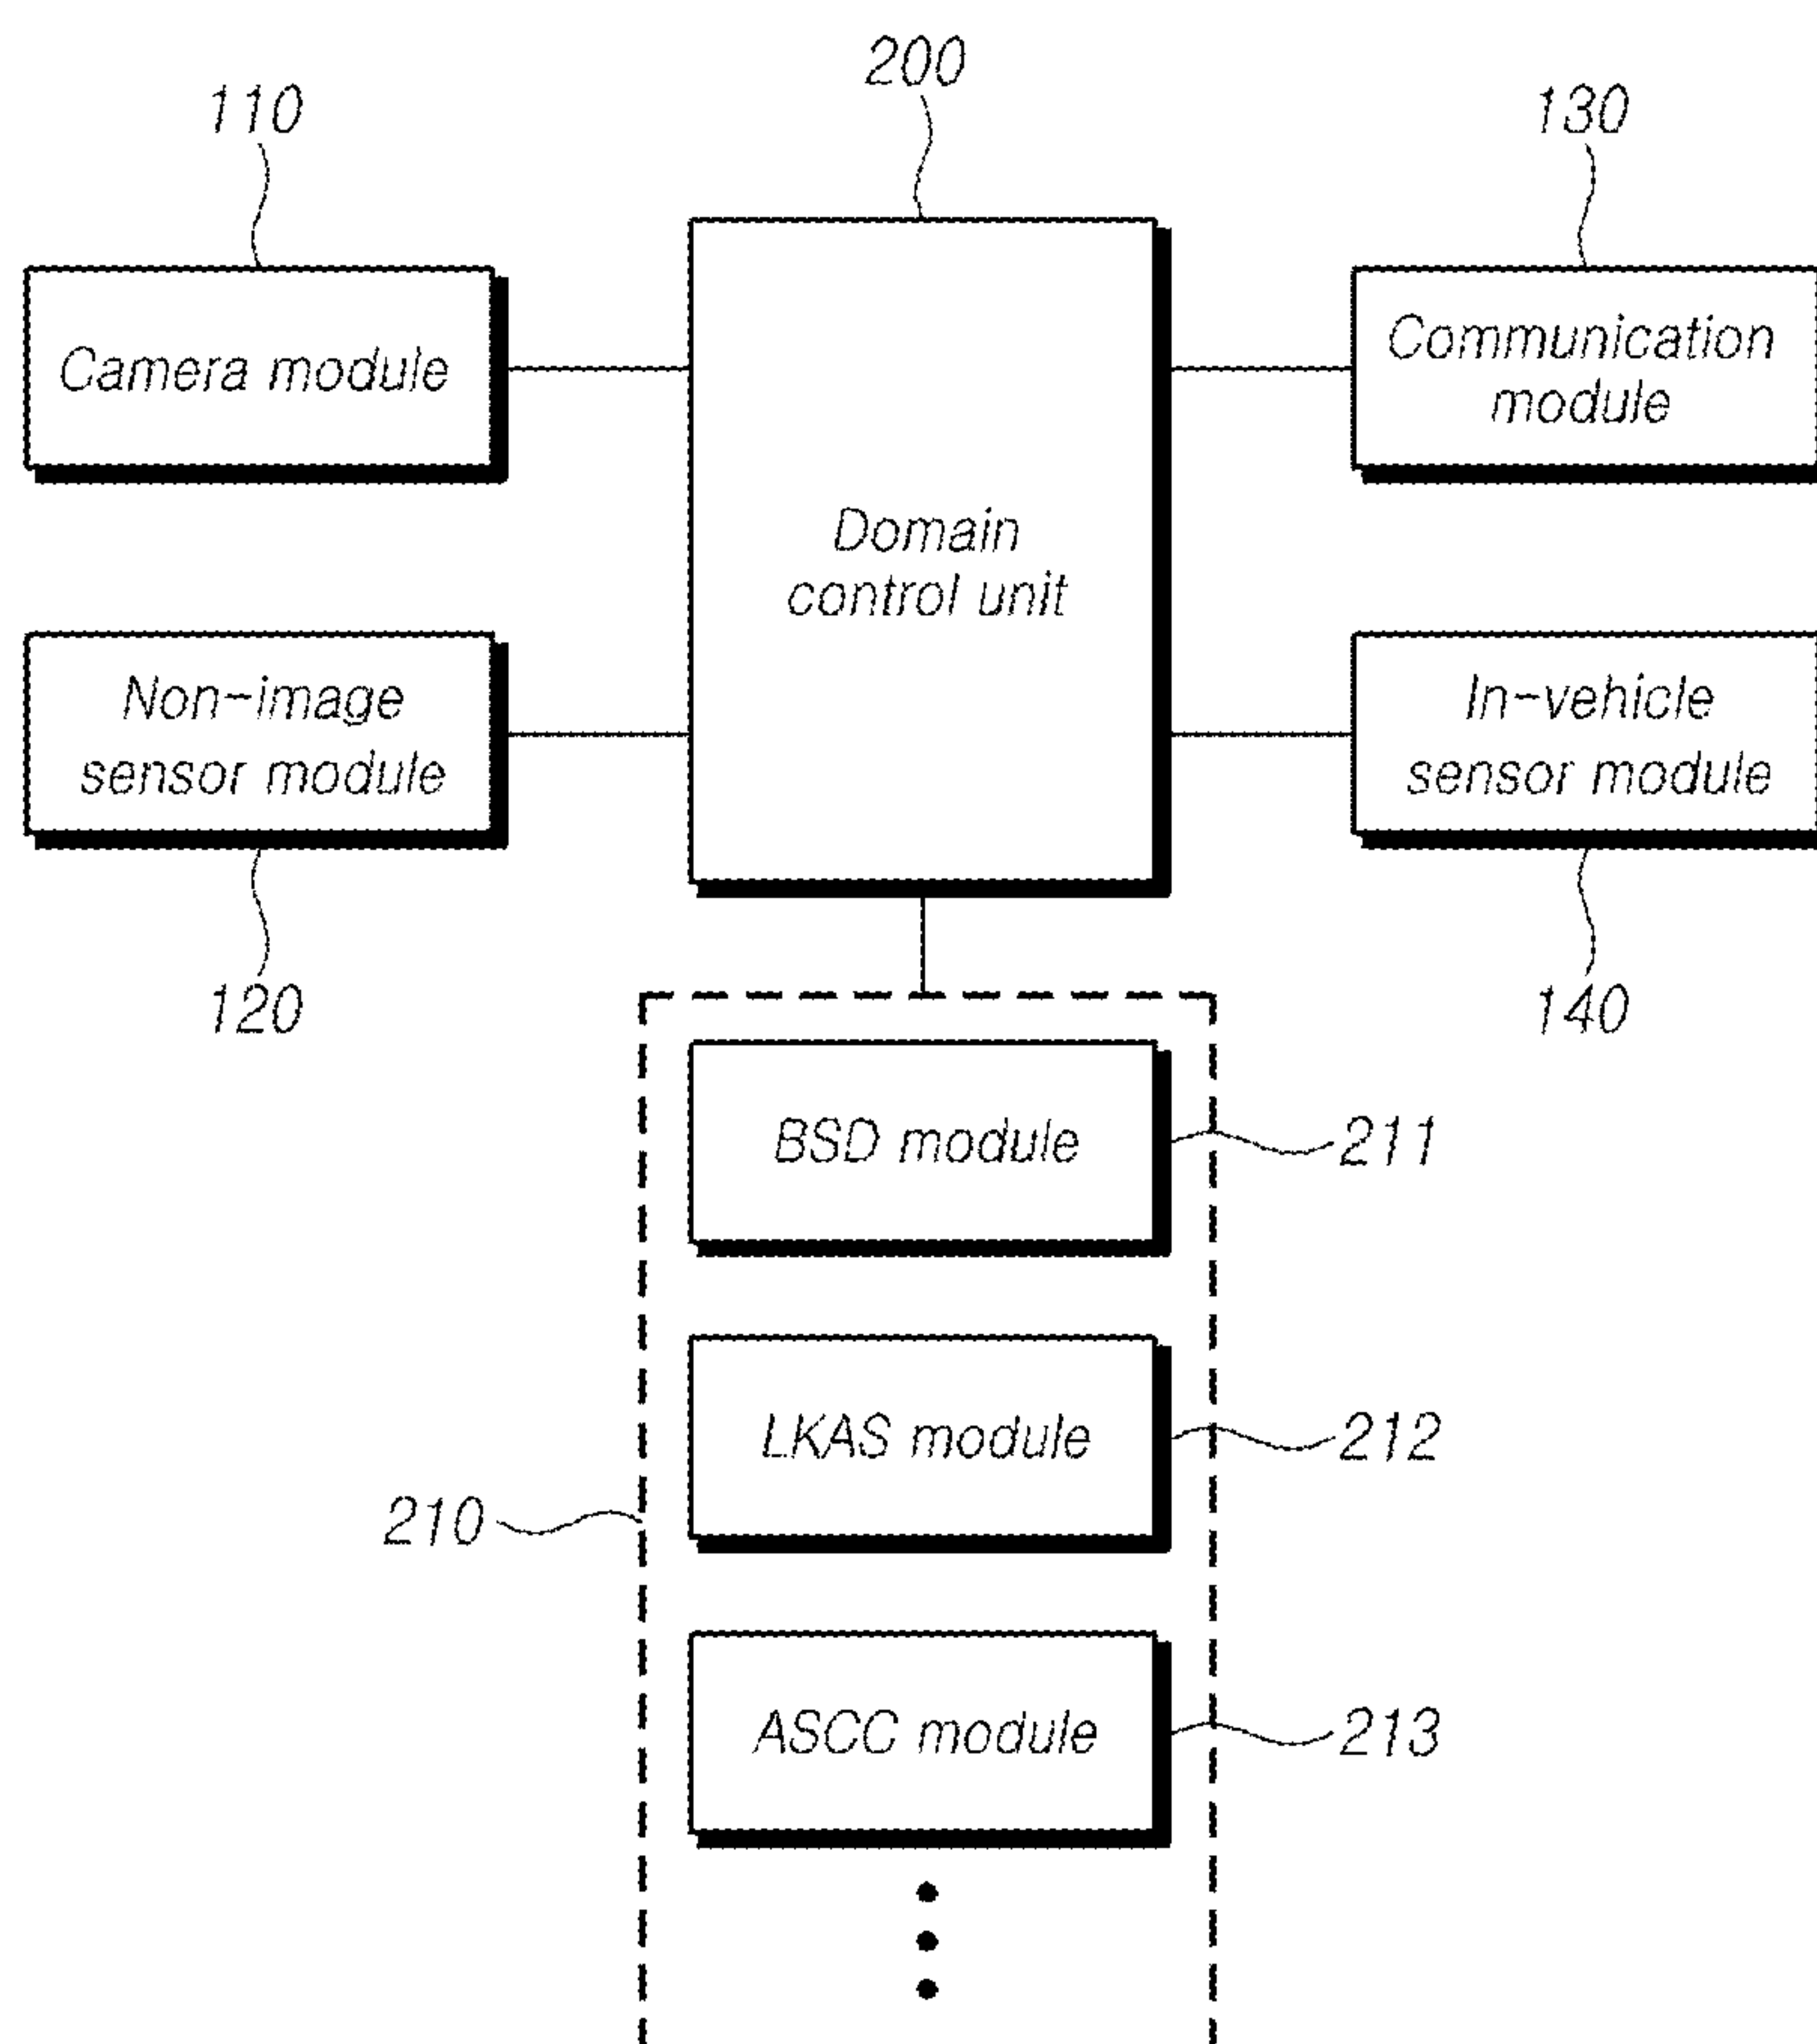 200
110
130
Camera module
Communication
module
Domain
control unit
Non-image
sensor module
In-vehicle
sensor module
120
140
BSD module
211
LKAS module
212
210
ASCC module
213